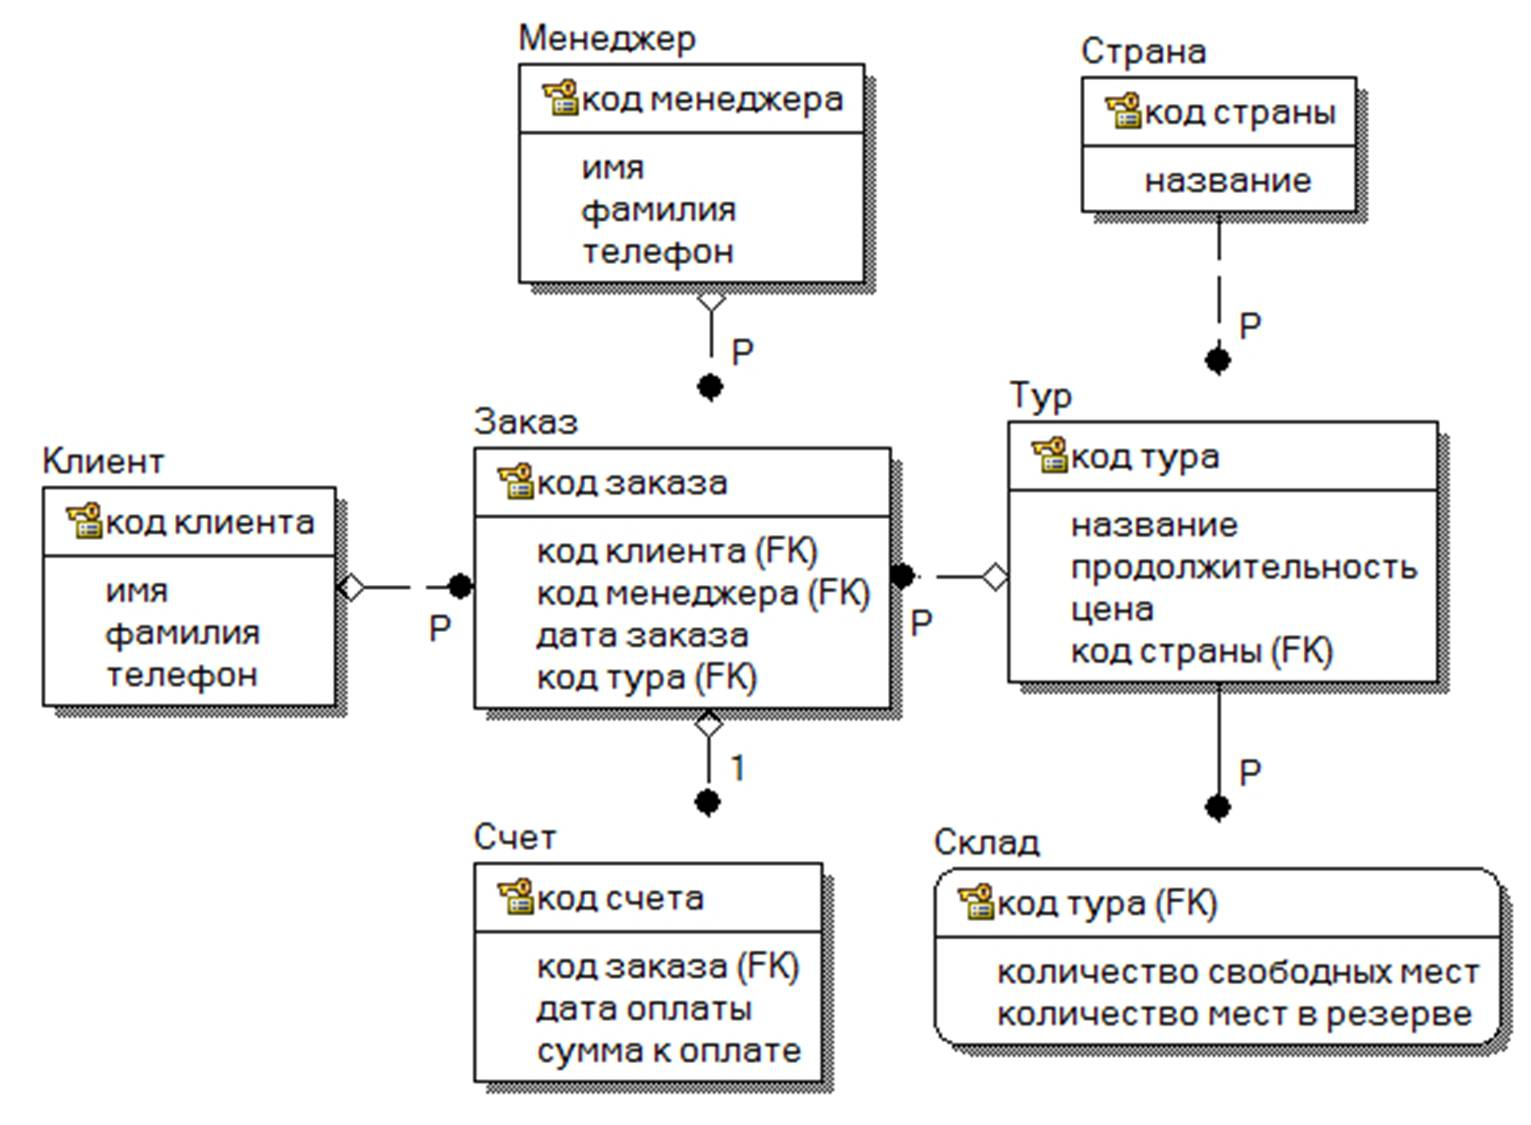 Менеджер
код менеджера
имя
фамилия
телефон
P
Страна
код страны
название
P
Клиент
код клиента
имя
фамилия
телефон
P
Заказ
код заказа
код клиента (FK)
код менеджера (FK)
дата заказа
код тура (FK)
P
1
Тур
код тура
название
продолжительность
цена
код страны (FK)
P
Счет
код счета
код заказа (FK)
дата оплаты
сумма к оплате
Склад
код тура (FK)
количество свободных мест
количество мест в резерве